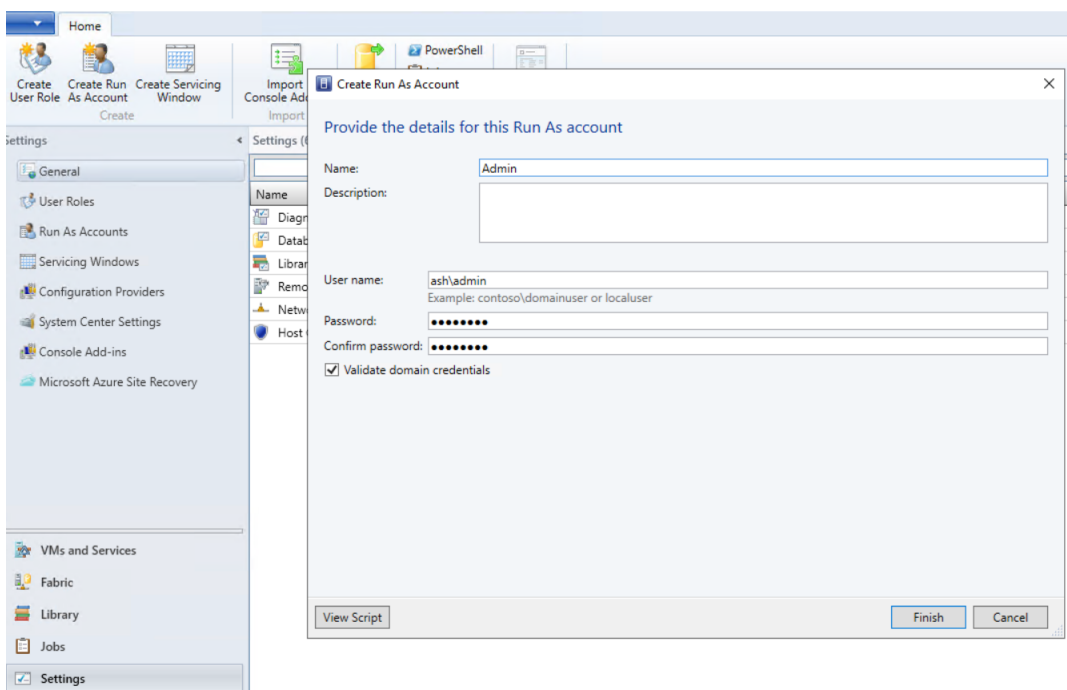 Home
PowerShell
Create User Role
Create Run As Account
Create Servicing Window
Import Console Add
Create
Import
Settings
General
User Roles
Run As Accounts
Servicing Windows
Configuration Providers
System Center Settings
Console Add-ins
Microsoft Azure Site Recovery
VMs and Services
Fabric
Library
Jobs
Settings
Settings (
Name
Diagn
Datab
Librar
Remo
Netw
Host
Create Run As Account
Provide the details for this Run As account
Name: Admin
Description:
User name: ash\admin
Example: contoso\domainuser or localuser
Password: ●●●●●●●●
Confirm password: ●●●●●●●●
Validate domain credentials
View Script
Finish
Cancel